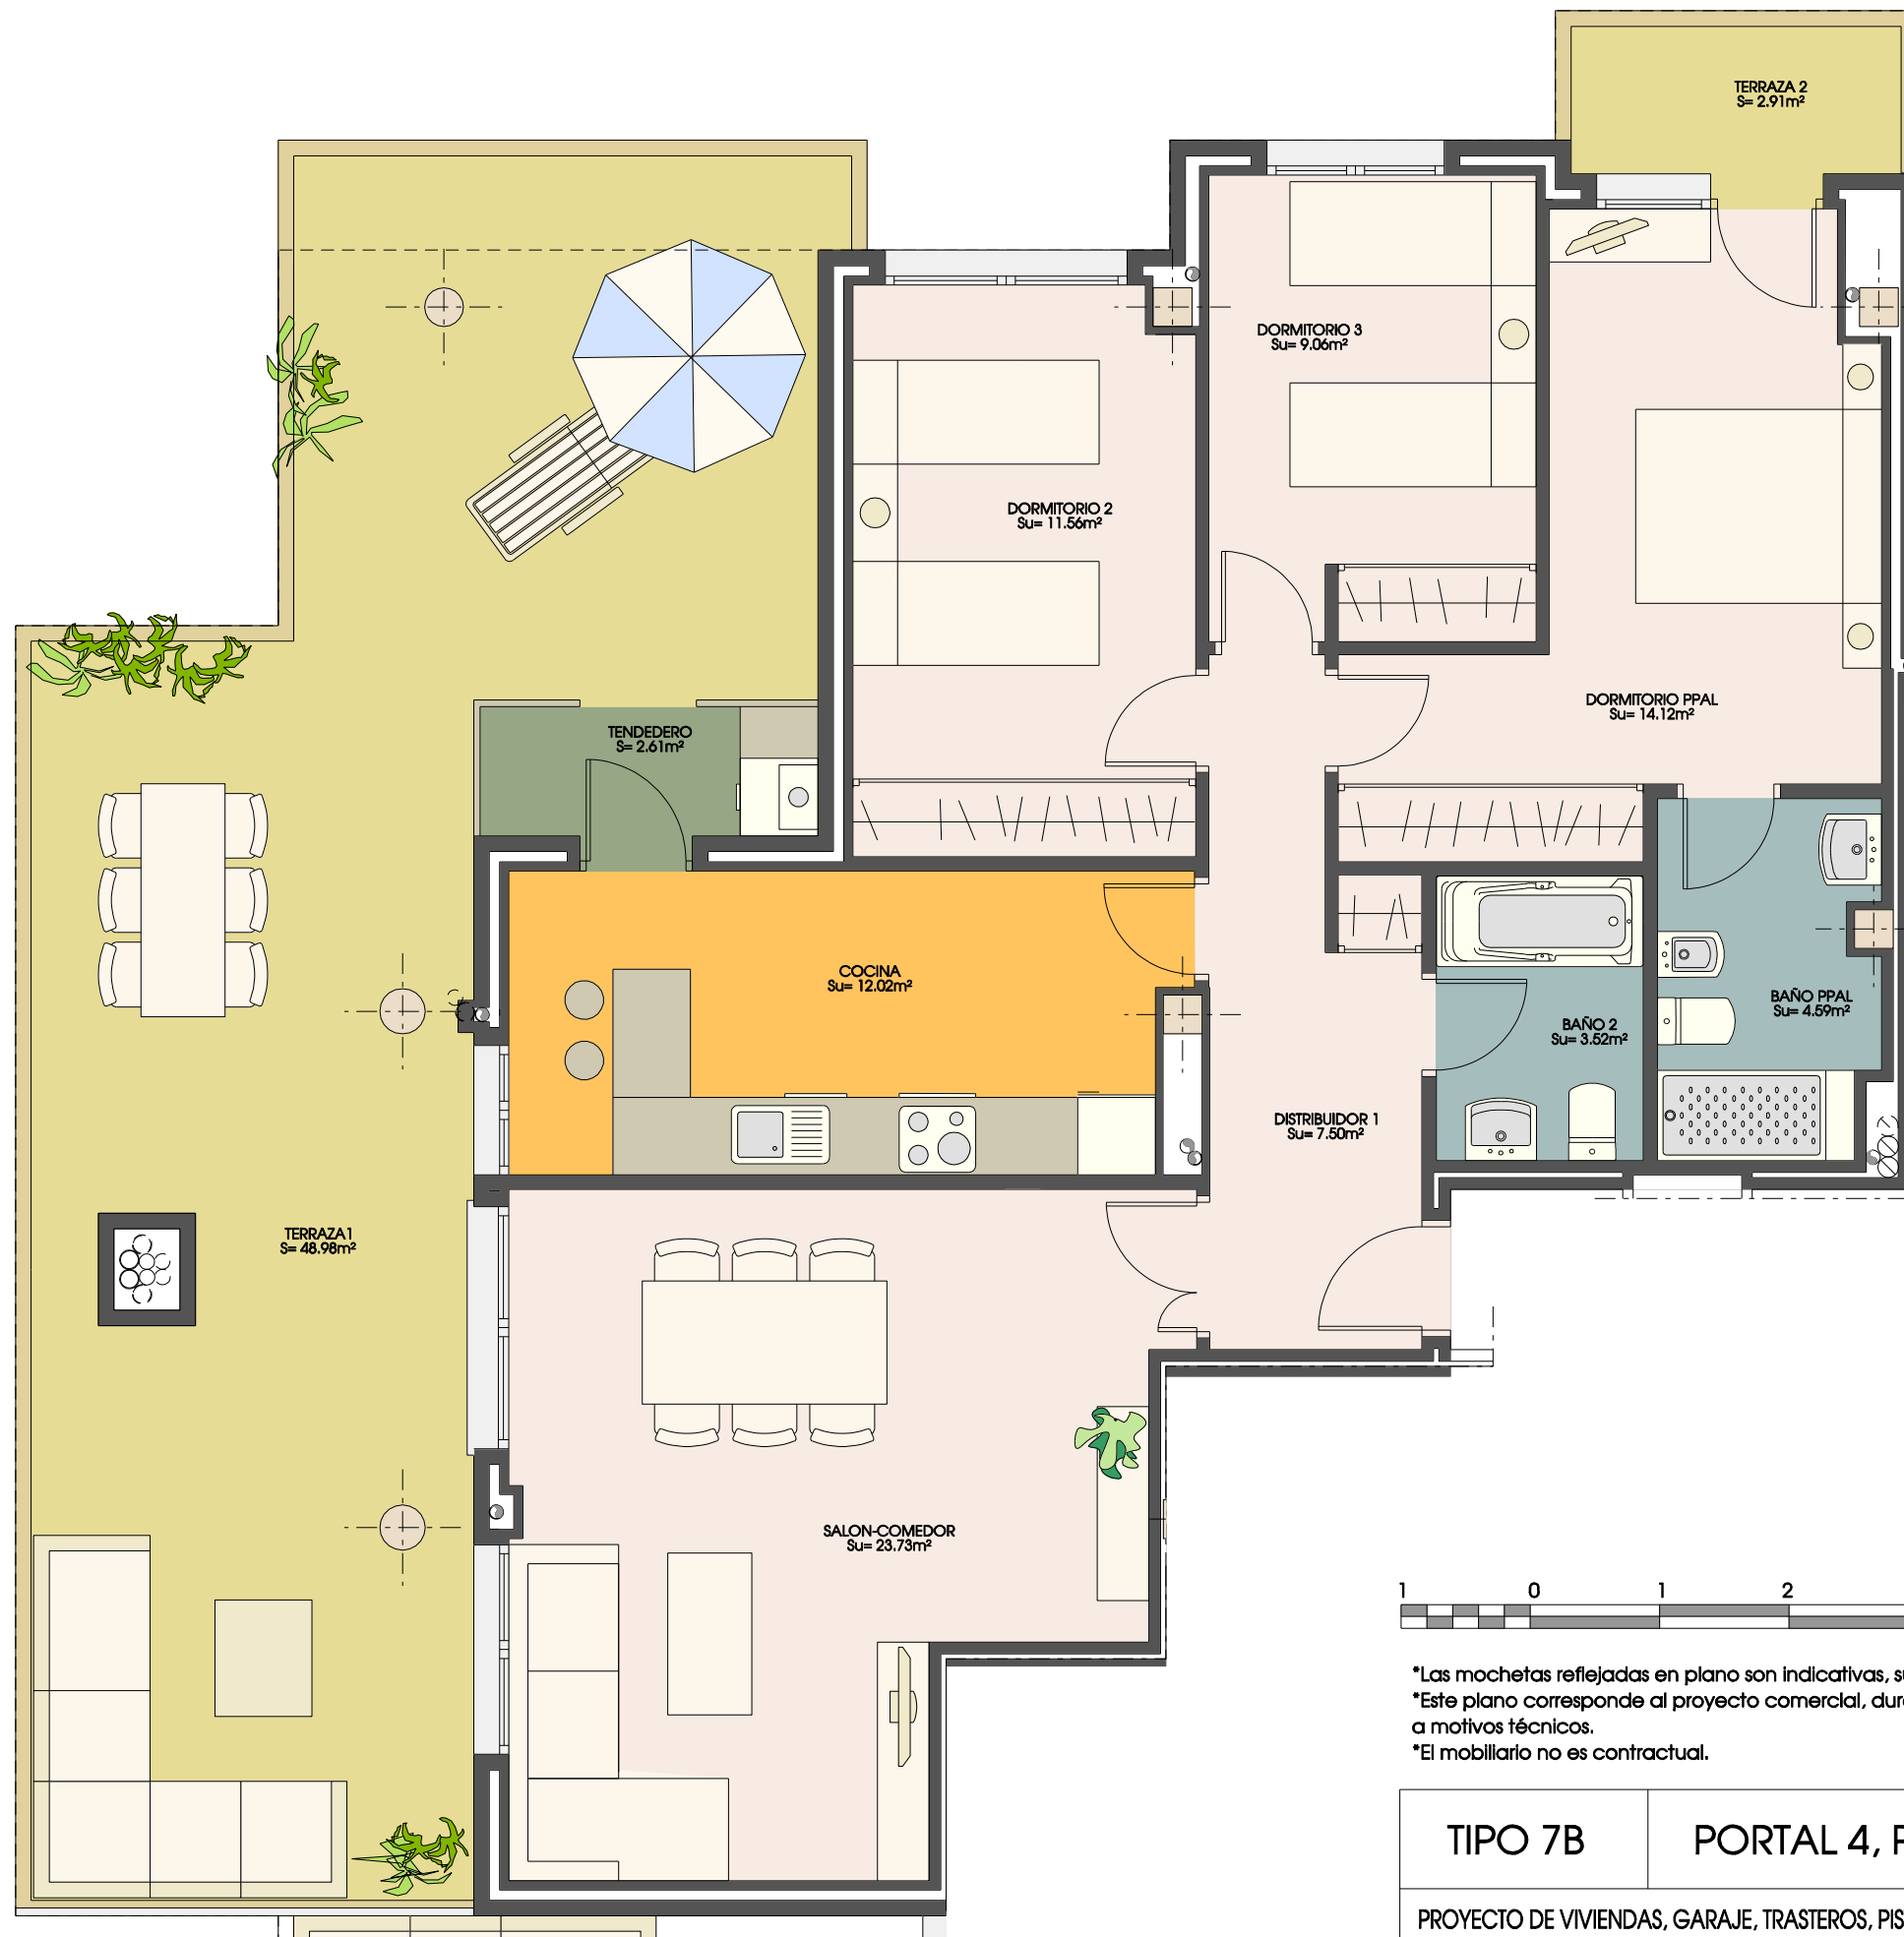 TERRAZA 2
S= 2.91m²
DORMITORIO 3
Su= 9.06m²
DORMITORIO 2
Su= 11.56m²
DORMITORIO PPAL
Su= 14.12m²
TENDEDERO
S= 2.61m²
COCINA
Su= 12.02m²
BAÑO PPAL
Su= 4.59m²
BAÑO 2
Su= 3.52m²
DISTRIBUIDOR 1
Su= 7.50m²
TERRAZA1
S= 48.98m²
SALON-COMEDOR
Su= 23.73m²
1 0 1 2
*Las mochetas reflejadas en plano son indicativas,
*Este plano corresponde al proyecto comercial,
a motivos técnicos.
*El mobiliario no es contractual.
TIPO 7B
PORTAL 4,
PROYECTO DE VIVIENDAS, GARAJE, TRASTEROS,